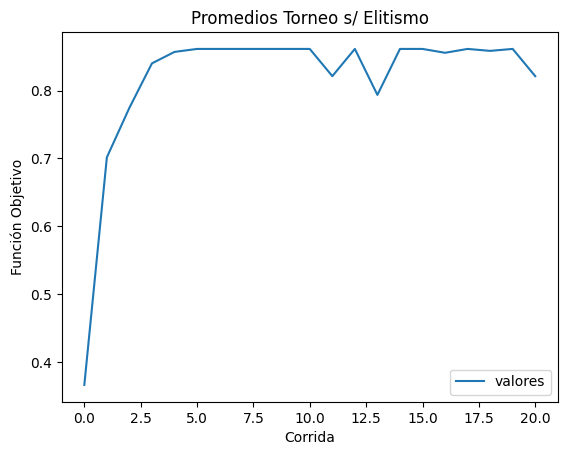 Promedios Torneo s/ Elitismo
Función Objetivo
0.8
0.7
0.6
0.5
0.4
valores
0.0 2.5 5.0 7.5 10.0 12.5 15.0 17.5 20.0
Corrida